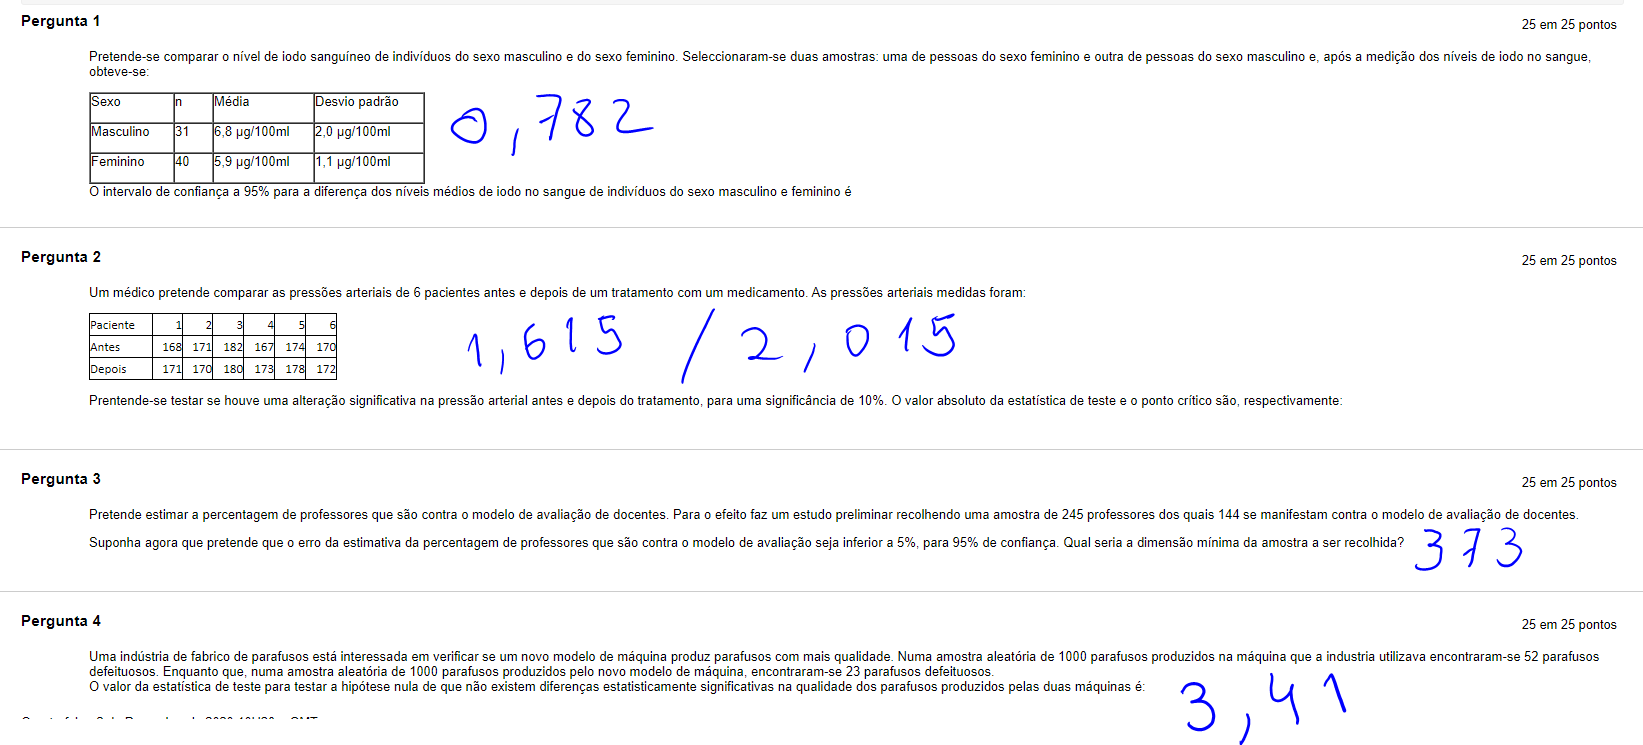 Pergunta 1
25 em 25 pontos
Pretende-se comparar o nível de iodo sanguíneo de indivíduos do sexo masculino e do sexo feminino. Seleccionaram-se duas amostras: uma de pessoas do sexo feminino e outra de pessoas do sexo masculino e, após a medição dos níveis de iodo no sangue,
obteve-se:
Sexo n Média Desvio padrão
Masculino 31 6,8 µg/100ml 2,0 µg/100ml
Feminino 40 5,9 µg/100ml 1,1 µg/100ml
0,782
O intervalo de confiança a 95% para a diferença dos níveis médios de iodo no sangue de indivíduos do sexo masculino e feminino é
Pergunta 2
25 em 25 pontos
Um médico pretende comparar as pressões arteriais de 6 pacientes antes e depois de um tratamento com um medicamento. As pressões arteriais medidas foram:
Paciente 1 2 3 4 5 6
Antes 168 171 182 167 174 170
Depois 171 170 180 173 178 172
1,615 / 2,015
Prentende-se testar se houve uma alteração significativa na pressão arterial antes e depois do tratamento, para uma significância de 10%. O valor absoluto da estatística de teste e o ponto crítico são, respectivamente:
Pergunta 3
25 em 25 pontos
Pretende estimar a percentagem de professores que são contra o modelo de avaliação de docentes. Para o efeito faz um estudo preliminar recolhendo uma amostra de 245 professores dos quais 144 se manifestam contra o modelo de avaliação de docentes.
Suponha agora que pretende que o erro da estimativa da percentagem de professores que são contra o modelo de avaliação seja inferior a 5%, para 95% de confiança. Qual seria a dimensão mínima da amostra a ser recolhida?
373
Pergunta 4
25 em 25 pontos
Uma indústria de fabrico de parafusos está interessada em verificar se um novo modelo de máquina produz parafusos com mais qualidade. Numa amostra aleatória de 1000 parafusos produzidos na máquina que a industria utilizava encontraram-se 52 parafusos
defeituosos. Enquanto que, numa amostra aleatória de 1000 parafusos produzidos pelo novo modelo de máquina, encontraram-se 23 parafusos defeituosos.
O valor da estatística de teste para testar a hipótese nula de que não existem diferenças estatisticamente significativas na qualidade dos parafusos produzidos pelas duas máquinas é:
3,41